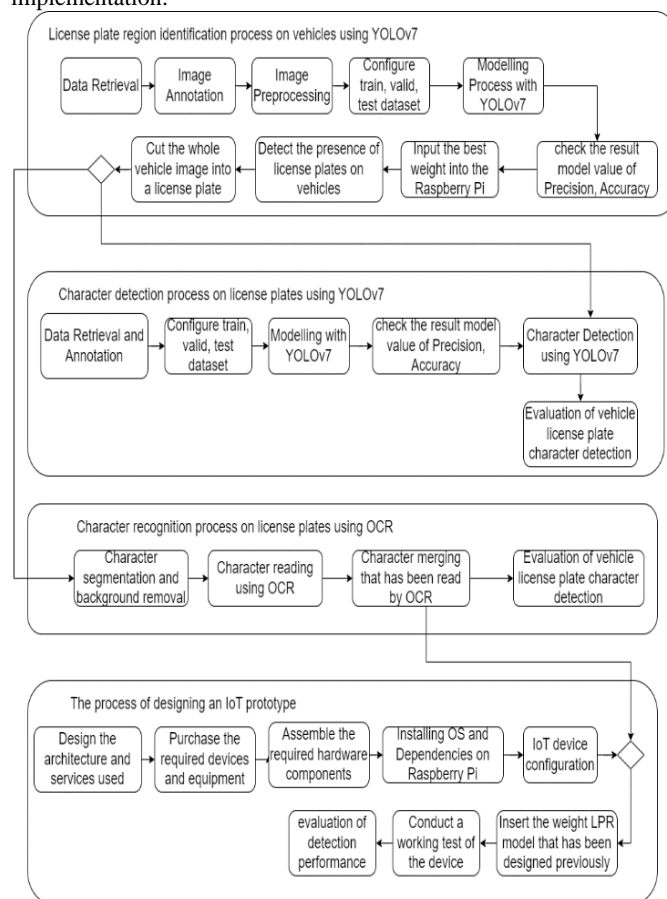 implementation.
License plate region identification process on vehicles using YOLOv7
Data Retrieval
Image
Annotation
Image
Preprocessing
Configure
train, valid,
test dataset
Modelling
Process with
YOLOv7
Cut the whole
vehicle image into
a license plate
Detect the presence
of license plates on
vehicles
Input the best
weight into the
Raspberry Pi
check the result
model value of
Precision, Accuracy
Character detection process on license plates using YOLOv7
Data Retrieval and
Annotation
Configure train,
valid, test
dataset
Modelling with
YOLOv7
check the result model
value of Precision,
Accuracy
Character Detection
using YOLOv7
Evaluation of vehicle
license plate
character detection
Character recognition process on license plates using OCR
Character
segmentation and
background removal
Character reading
using OCR
Character merging
that has been read
by OCR
Evaluation of vehicle
license plate character
detection
The process of designing an IoT prototype
Design the
architecture and
services used
Purchase the
required devices
and equipment
Assemble the
required hardware
components
Installing OS and
Dependencies on
Raspberry Pi
IoT device
configuration
evaluation of
detection
performance
Conduct a
working test of
the device
Insert the weight LPR
model that has been
designed previously